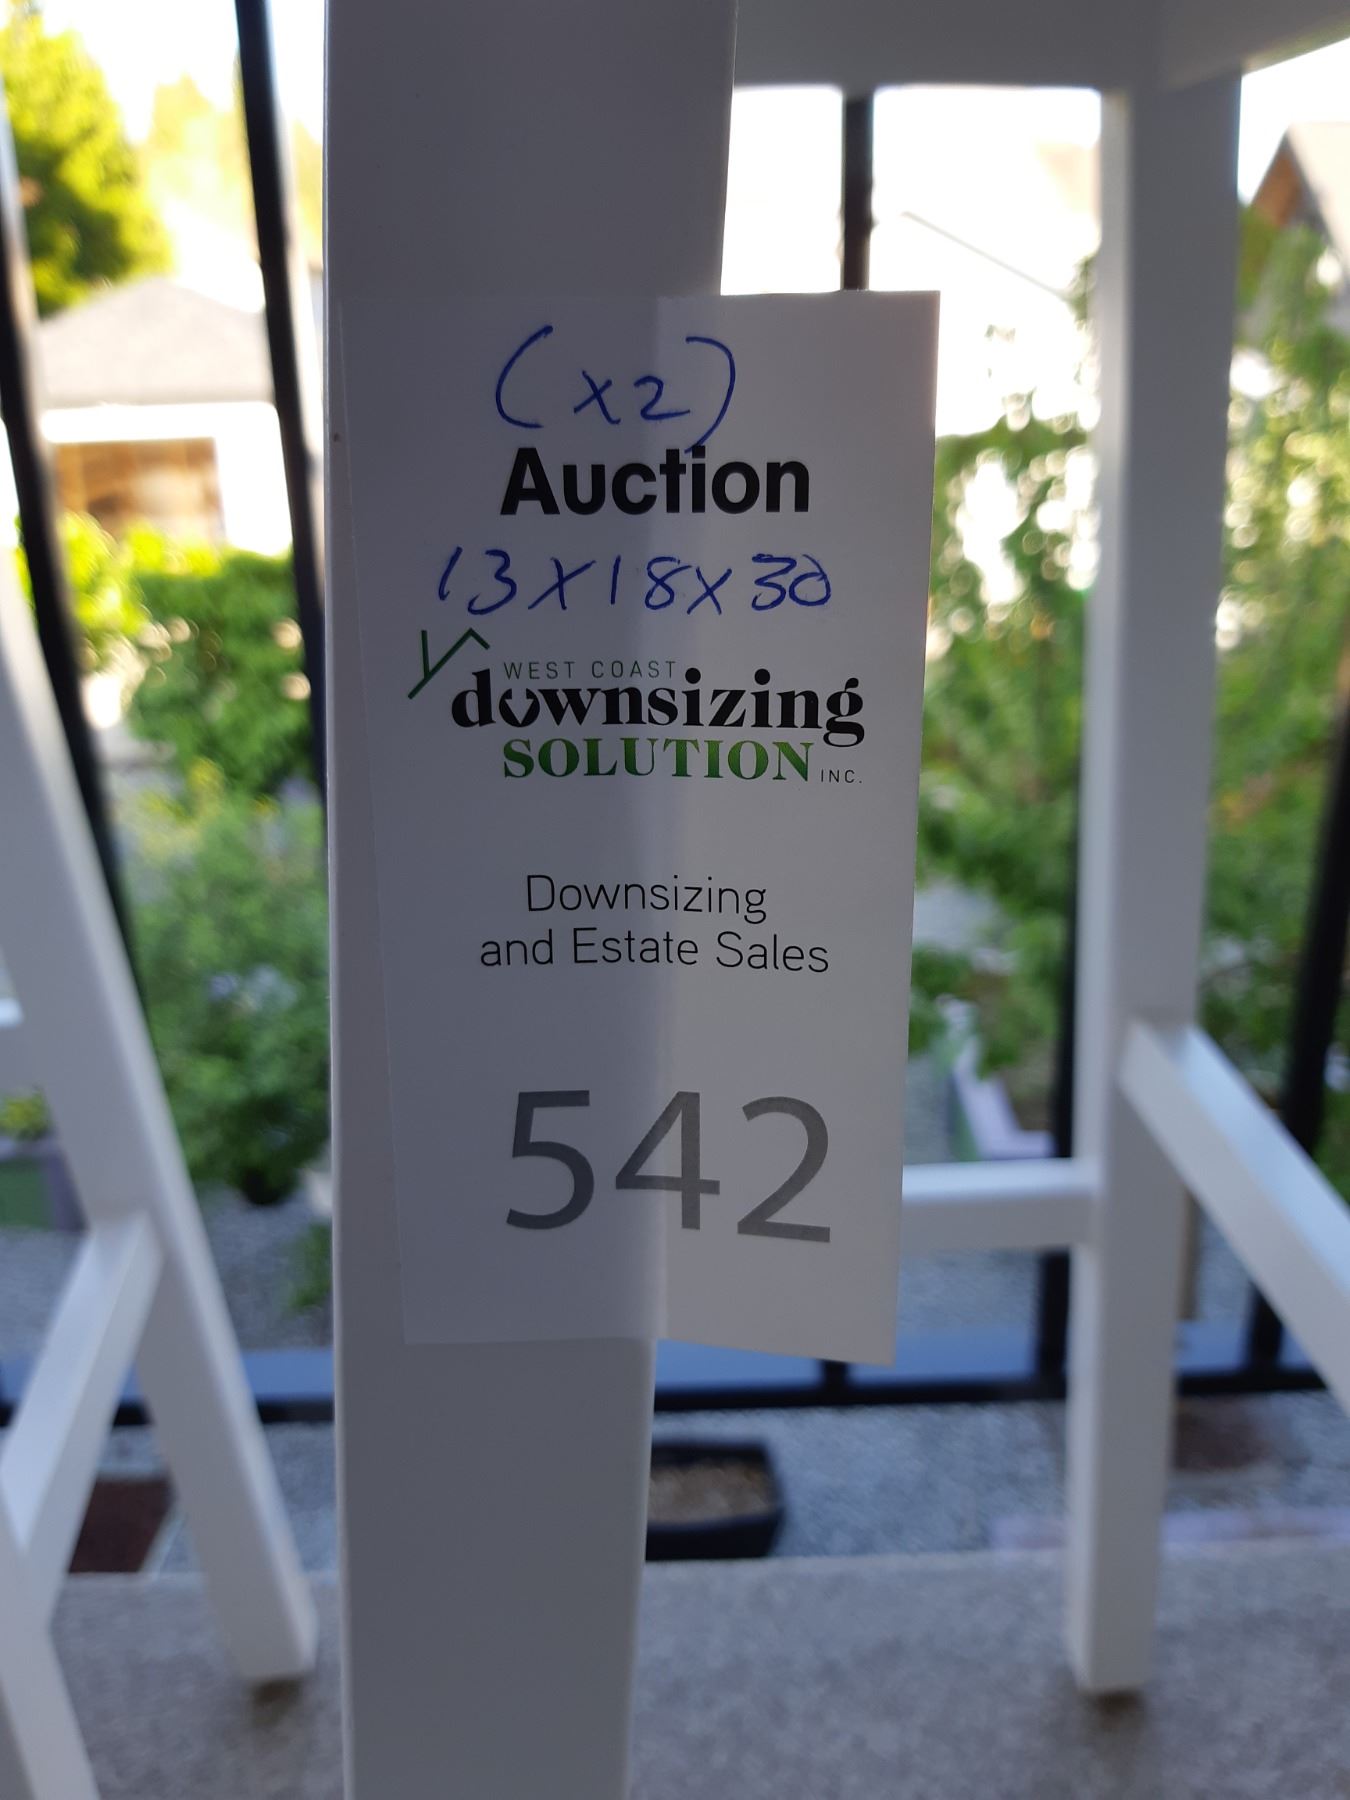 (x2)
Auction
13x18x30
WEST COAST
downsizing
SOLUTION INC.
Downsizing
and Estate Sales
542